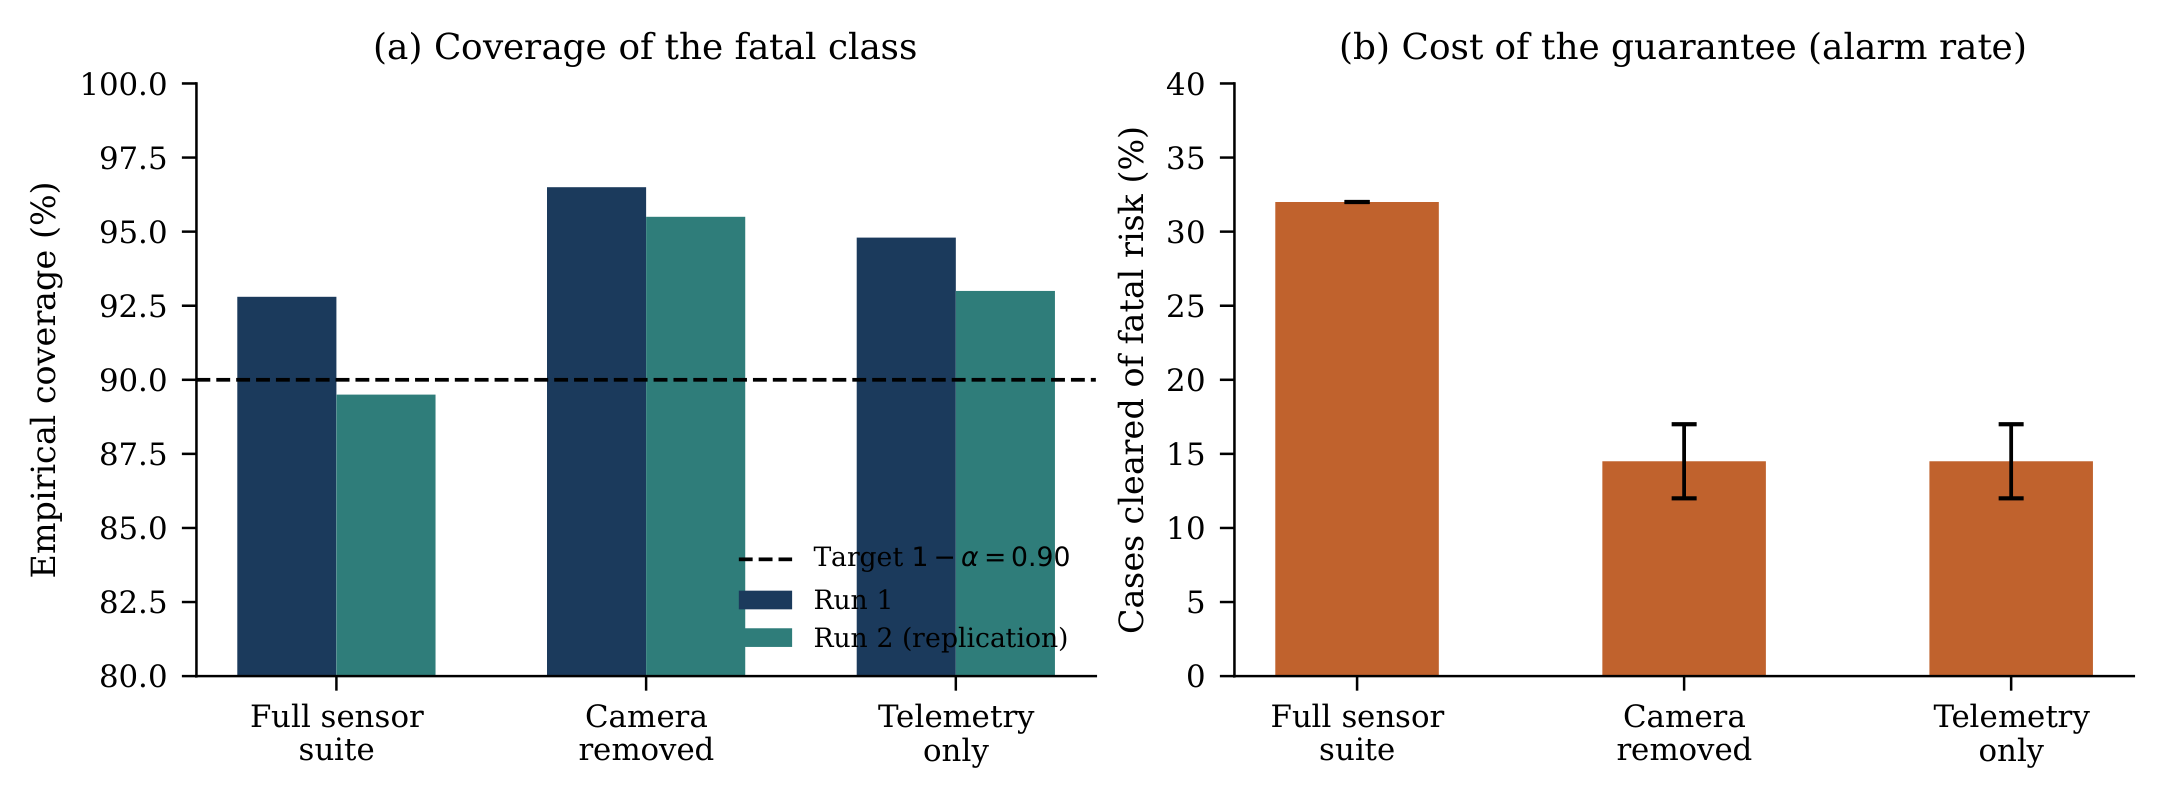 (a) Coverage of the fatal class
Empirical coverage (%)
100.0
97.5
95.0
92.5
90.0
87.5
85.0
82.5
80.0
Target 1 − α = 0.90
Run 1
Run 2 (replication)
Full sensor
suite
Camera
removed
Telemetry
only
(b) Cost of the guarantee (alarm rate)
Cases cleared of fatal risk (%)
40
35
30
25
20
15
10
5
0
Full sensor
suite
Camera
removed
Telemetry
only